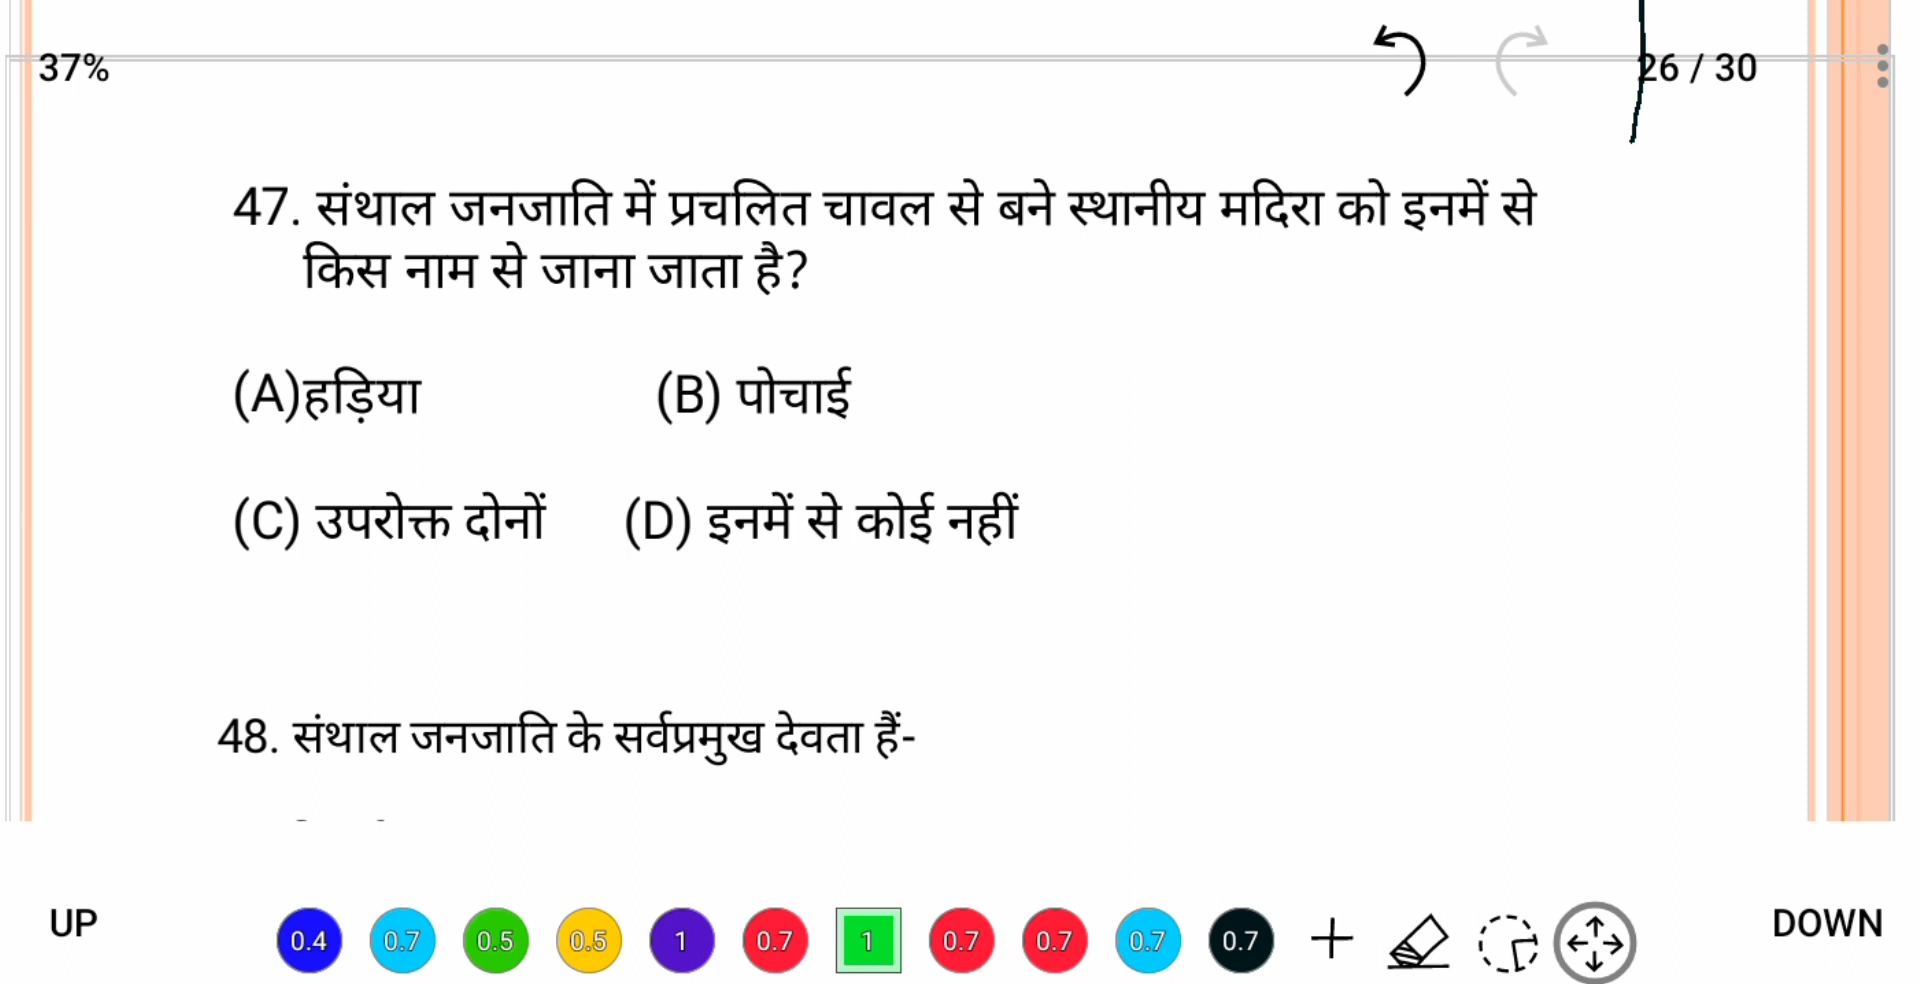 37%
26 / 30
47. संथाल जनजाति में प्रचलित चावल से बने स्थानीय मदिरा को इनमें से
किस नाम से जाना जाता है?
(A)हड़िया (B) पोचाई
(C) उपरोक्त दोनों (D) इनमें से कोई नहीं
48. संथाल जनजाति के सर्वप्रमुख देवता हैं-
UP 0.4 0.7 0.5 0.5 1 0.7 1 0.7 0.7 0.7 0.7 DOWN